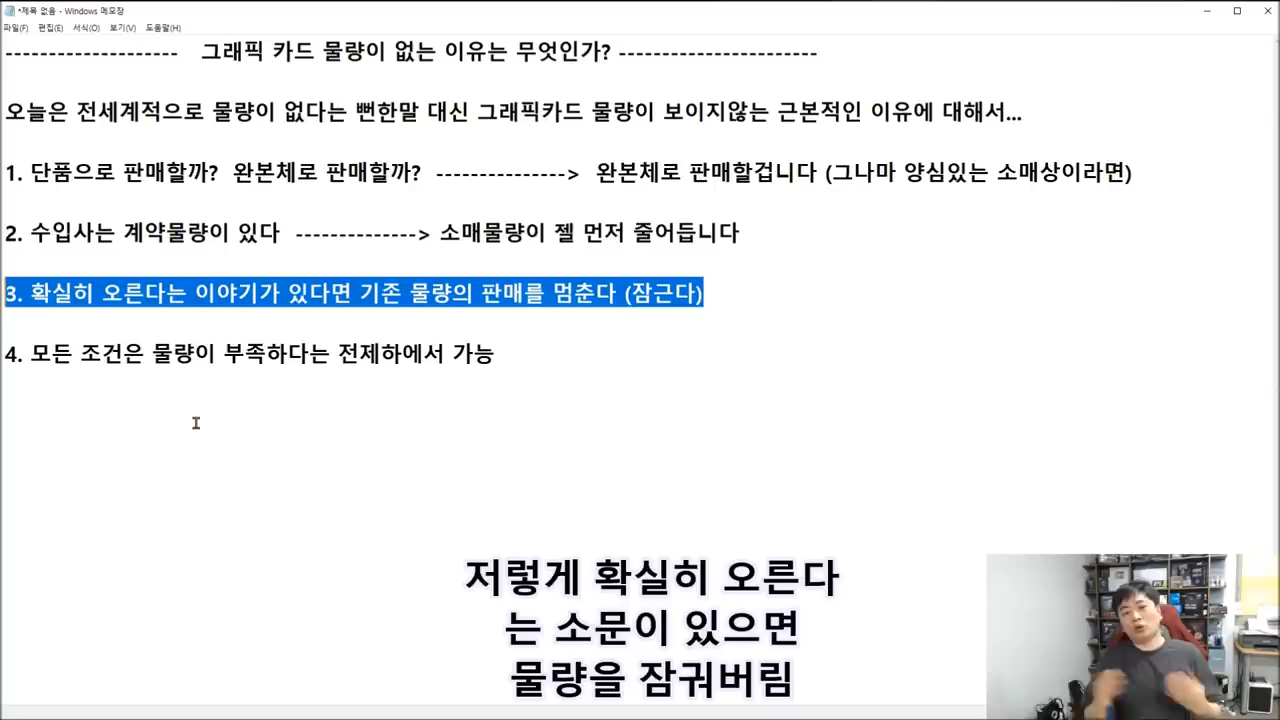 *제목 없음 - Windows 메모장
파일(F) 편집(E) 서식(O) 보기(V) 도움말(H)
-------------------- 그래픽 카드 물량이 없는 이유는 무엇인가? -----------------------
오늘은 전세계적으로 물량이 없다는 뻔한말 대신 그래픽카드 물량이 보이지않는 근본적인 이유에 대해서...
1. 단품으로 판매할까? 완본체로 판매할까? ---------------> 완본체로 판매할겁니다 (그나마 양심있는 소매상이라면)
2. 수입사는 계약물량이 있다 --------------> 소매물량이 젤 먼저 줄어듭니다
3. 확실히 오른다는 이야기가 있다면 기존 물량의 판매를 멈춘다 (잠근다)
4. 모든 조건은 물량이 부족하다는 전제하에서 가능
저렇게 확실히 오른다
는 소문이 있으면
물량을 잠궈버림